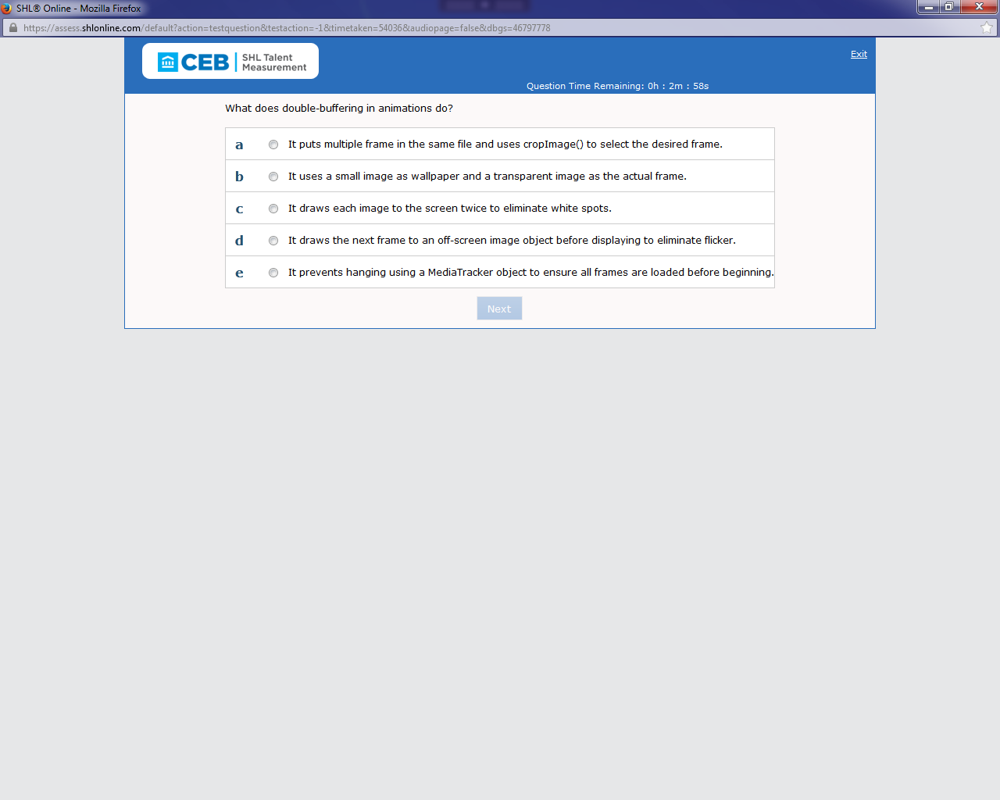 SHL® Online - Mozilla Firefox
https://assess.shlonline.com/default?action=testquestion&testaction=-1&timetaken=54036&audiopage=false&dbgs=46797778
CEB SHL Talent
Measurement
Exit
Question Time Remaining: 0h : 2m : 58s
What does double-buffering in animations do?
a It puts multiple frame in the same file and uses cropImage() to select the desired frame.
b It uses a small image as wallpaper and a transparent image as the actual frame.
c It draws each image to the screen twice to eliminate white spots.
d It draws the next frame to an off-screen image object before displaying to eliminate flicker.
e It prevents hanging using a MediaTracker object to ensure all frames are loaded before beginning.
Next